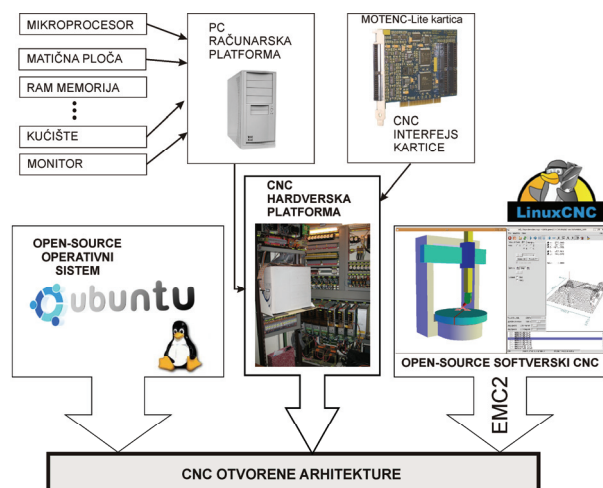 MIKROPROCESOR
MATIČNA PLOČA
RAM MEMORIJA
KUĆIŠTE
MONITOR
PC
RAČUNARSKA
PLATFORMA
MOTENC-Lite kartica
CNC
INTERFEJS
KARTICE
CNC
HARDVERSKA
PLATFORMA
OPEN-SOURCE
OPERATIVNI
SISTEM
ubuntu
LinuxCNC
OPEN-SOURCE SOFTVERSKI CNC
EMC2
CNC OTVORENE ARHITEKTURE